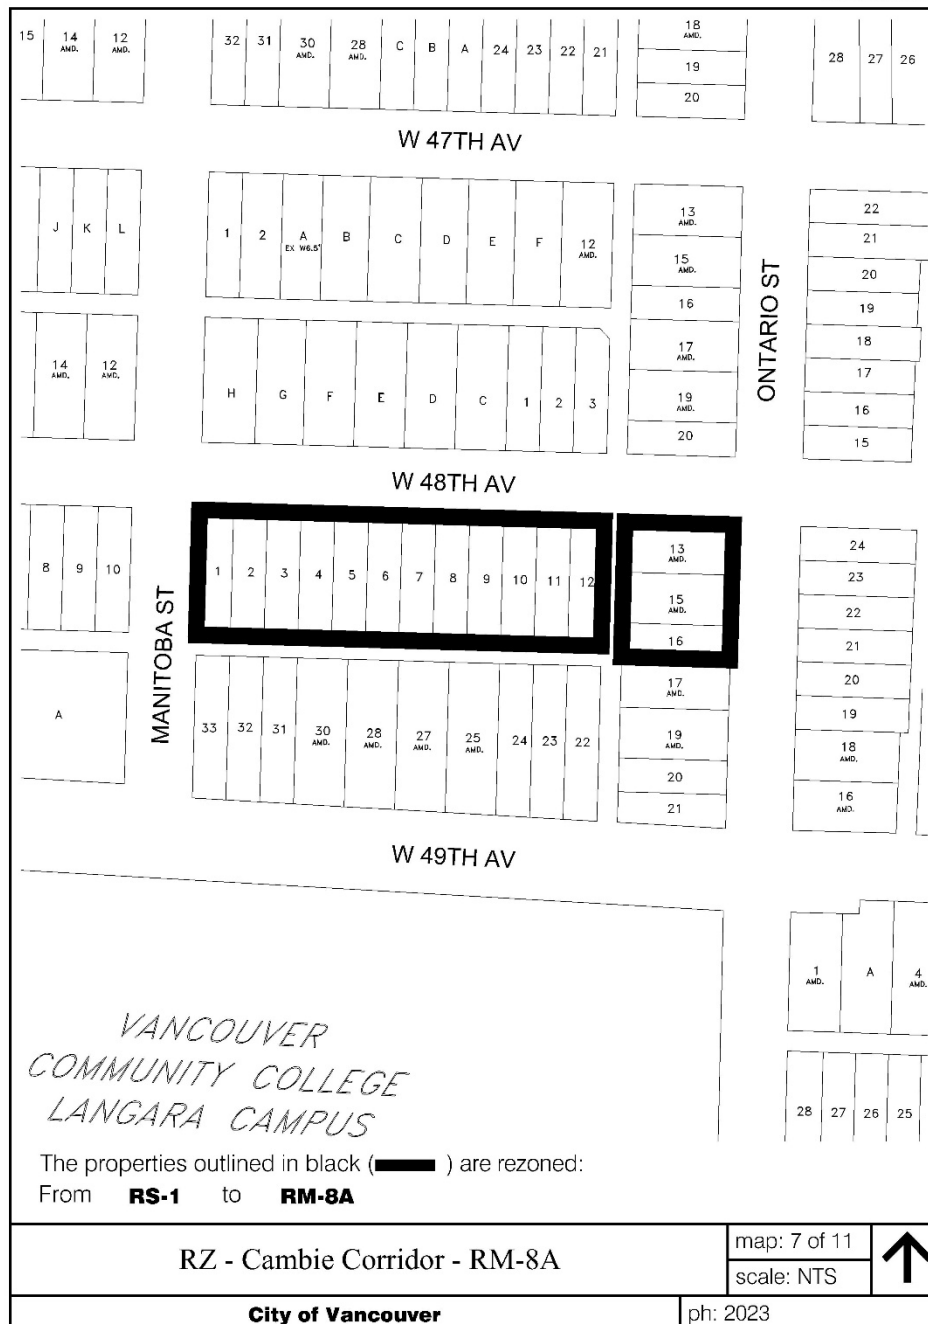 15 14 12 32 31 30 28 C B A 24 23 22 21 18 28 27 26
AMD. AMD. AMD. AMD. AMD.
19
20
W 47TH AV
J K L 1 2 A B C D E F 12 13 22
EX W6.5' AMD. AMD.
21
15 20
AMD.
16 19
ONTARIO ST
14 12 H G F E D C 1 2 3 17 18
AMD. AMD. AMD.
17
19 16
AMD.
20 15
W 48TH AV
8 9 10 1 2 3 4 5 6 7 8 9 10 11 12 13 24
AMD.
23
15 22
AMD.
16 21
MANITOBA ST
A 33 32 31 30 28 27 25 24 23 22 17 20
AMD. AMD. AMD. AMD. AMD.
19 19
AMD.
20 18
AMD.
21 16
AMD.
W 49TH AV
1 A 4
AMD. AMD.
VANCOUVER
COMMUNITY COLLEGE
LANGARA CAMPUS
28 27 26 25
The properties outlined in black ( ) are rezoned:
From RS-1 to RM-8A
RZ - Cambie Corridor - RM-8A
map: 7 of 11
scale: NTS
City of Vancouver
ph: 2023